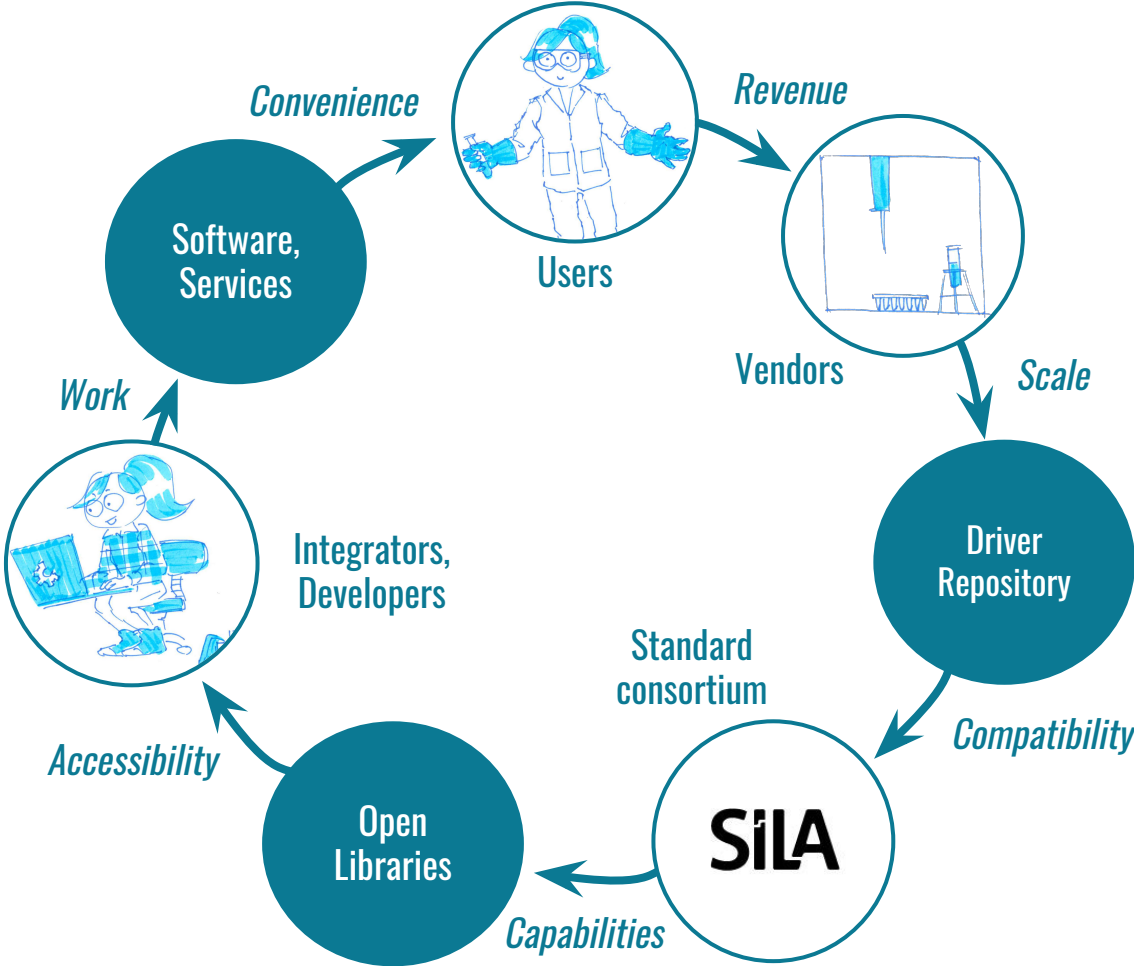 Convenience
Revenue
Software,
Services
Users
Vendors
Work
Scale
Integrators,
Developers
Driver
Repository
Standard
consortium
Accessibility
Compatibility
Open
Libraries
SiLA
Capabilities